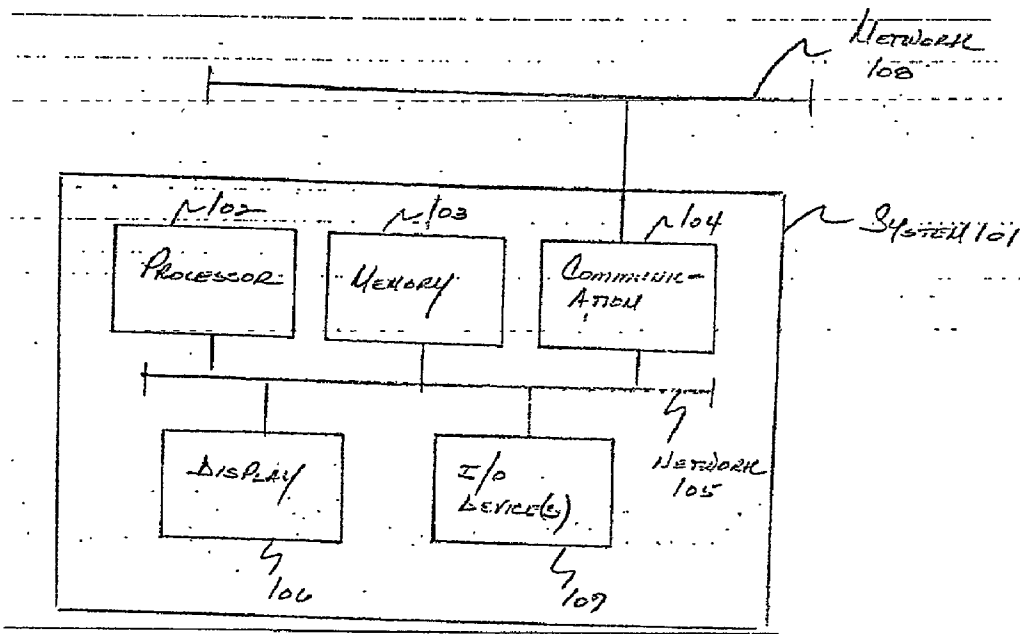 NETWORK
108
102
103
104
SYSTEM 101
PROCESSOR
MEMORY
COMMUNIC-
ATION
NETWORK
105
DISPLAY
I/O
DEVICE(S)
106
107